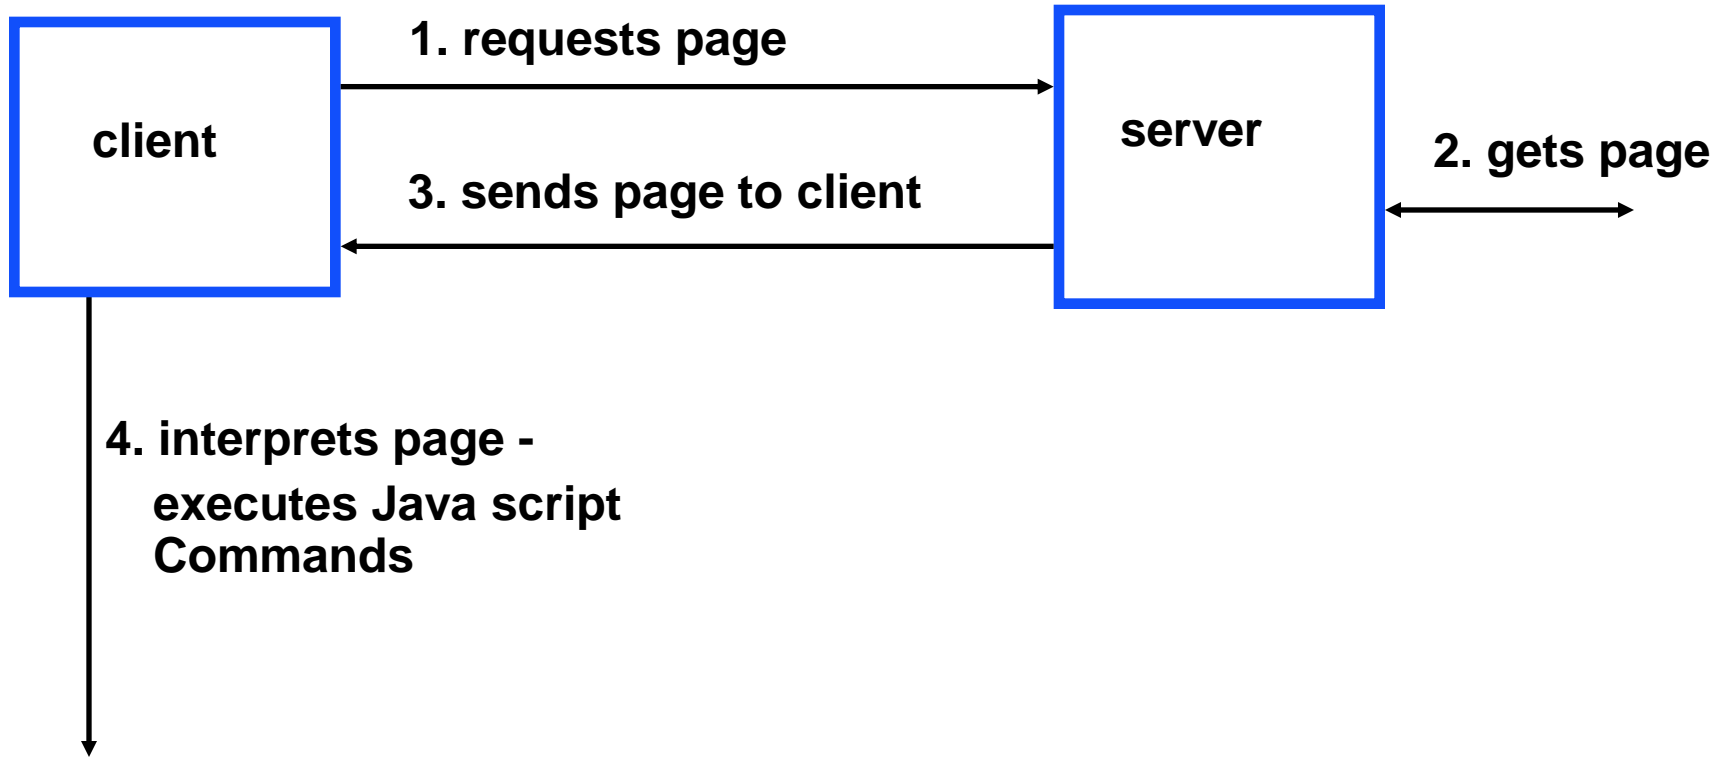 1. requests page
client
server
2. gets page
3. sends page to client
4. interprets page -
executes Java script
Commands